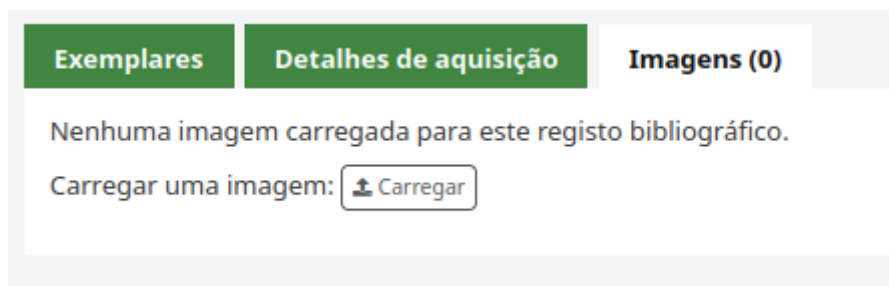 Exemplares Detalhes de aquisição Imagens (0)
Nenhuma imagem carregada para este registo bibliográfico.
Carregar uma imagem: Carregar